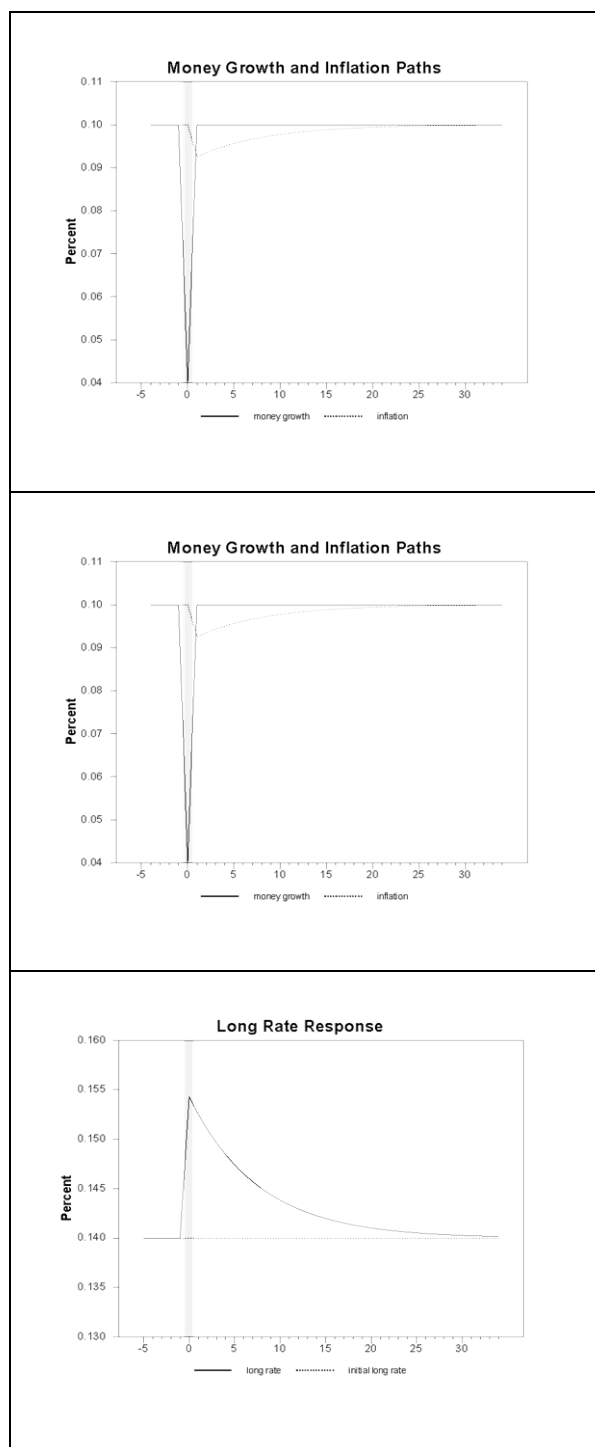 Money Growth and Inflation Paths
0.11
0.10
0.09
0.08
0.07
0.06
0.05
0.04
Percent
-5 0 5 10 15 20 25 30
money growth inflation
Money Growth and Inflation Paths
0.11
0.10
0.09
0.08
0.07
0.06
0.05
0.04
Percent
-5 0 5 10 15 20 25 30
money growth inflation
Long Rate Response
0.160
0.155
0.150
0.145
0.140
0.135
0.130
Percent
-5 0 5 10 15 20 25 30
long rate initial long rate